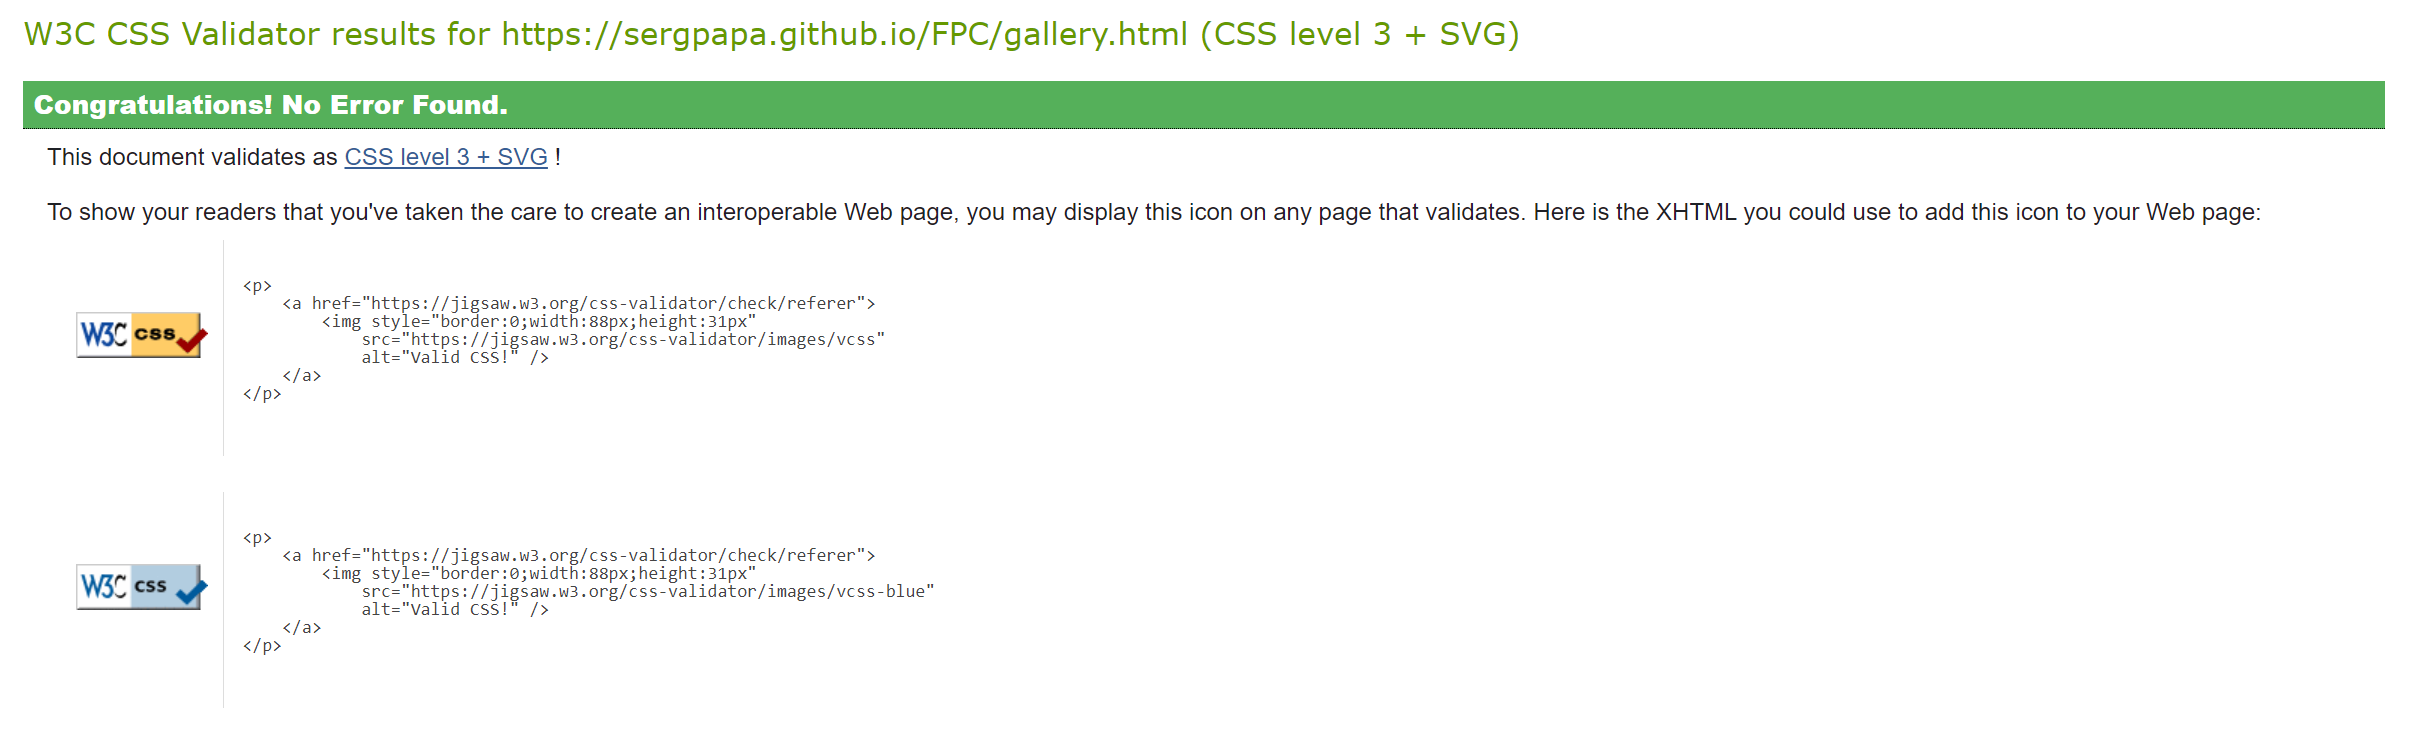 W3C CSS Validator results for https://sergpapa.github.io/FPC/gallery.html (CSS level 3 + SVG)
Congratulations! No Error Found.
This document validates as CSS level 3 + SVG !
To show your readers that you've taken the care to create an interoperable Web page, you may display this icon on any page that validates. Here is the XHTML you could use to add this icon to your Web page:
W3C css
<p>
    <a href="https://jigsaw.w3.org/css-validator/check/referer">
        <img style="border:0;width:88px;height:31px"
            src="https://jigsaw.w3.org/css-validator/images/vcss"
            alt="Valid CSS!" />
    </a>
</p>
W3C css
<p>
    <a href="https://jigsaw.w3.org/css-validator/check/referer">
        <img style="border:0;width:88px;height:31px"
            src="https://jigsaw.w3.org/css-validator/images/vcss-blue"
            alt="Valid CSS!" />
    </a>
</p>